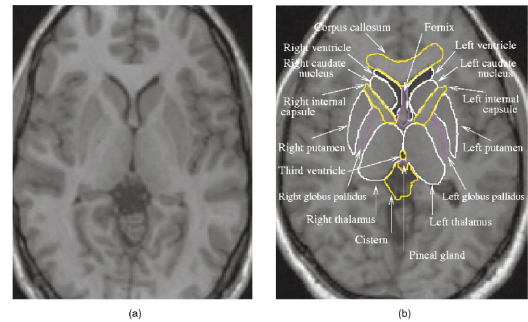 Corpus callosum
Fornix
Right ventricle
Left ventricle
Right caudate
nucleus
Left caudate
nucleus
Right internal
capsule
Left internal
capsule
Right putamen
Left putamen
Third ventricle
Right globus pallidus
Left globus pallidus
Right thalamus
Left thalamus
Cistern
Pineal gland
(a)
(b)